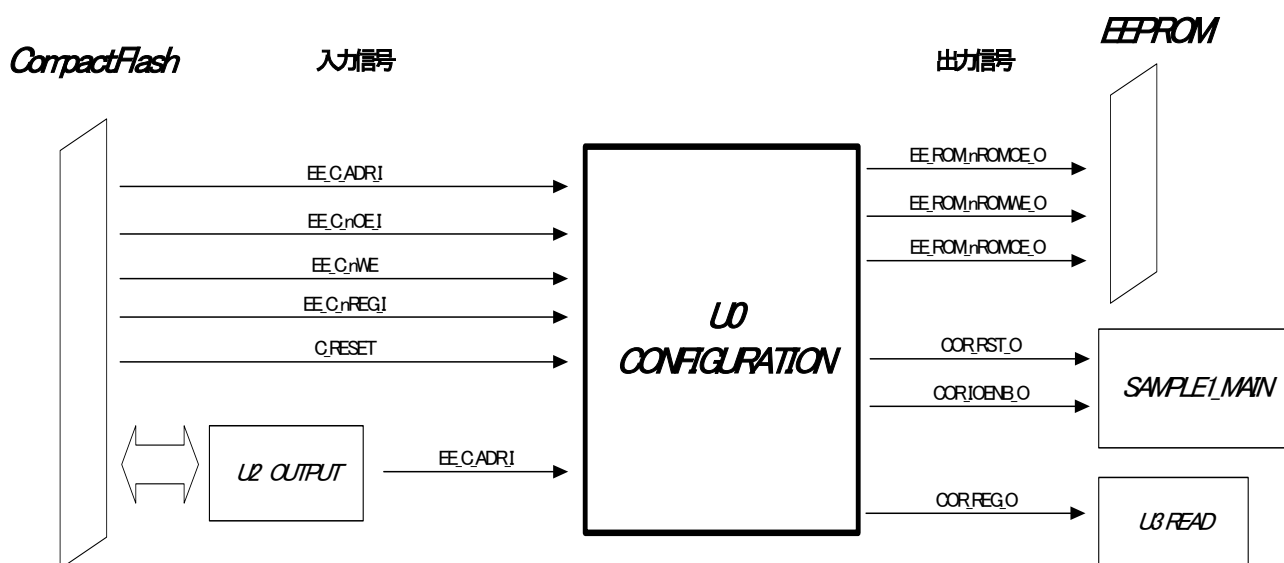 EEPROM
CompactFlash
入力信号
出力信号
EE_C_ADR_I
EE_C_nOE_I
EE_C_nWE
EE_C_nREG_I
C_RESET
U2 OUTPUT
EE_C_ADR_I
U0
CONFIGURATION
EE_ROM_nROMOE_O
EE_ROM_nROMWE_O
EE_ROM_nROMCE_O
COR_RST_O
COR_IOENB_O
SAMPLE1_MAIN
COR_REG_O
U3 READ